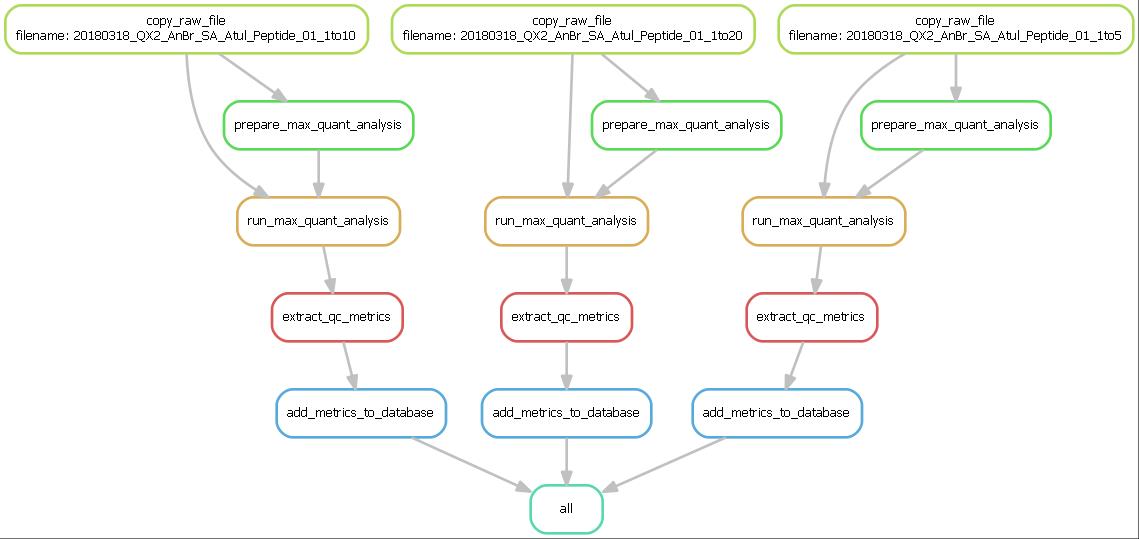 copy_raw_file
filename: 20180318_QX2_AnBr_SA_Atul_Peptide_01_1to10
copy_raw_file
filename: 20180318_QX2_AnBr_SA_Atul_Peptide_01_1to20
copy_raw_file
filename: 20180318_QX2_AnBr_SA_Atul_Peptide_01_1to5
prepare_max_quant_analysis
prepare_max_quant_analysis
prepare_max_quant_analysis
run_max_quant_analysis
run_max_quant_analysis
run_max_quant_analysis
extract_qc_metrics
extract_qc_metrics
extract_qc_metrics
add_metrics_to_database
add_metrics_to_database
add_metrics_to_database
all